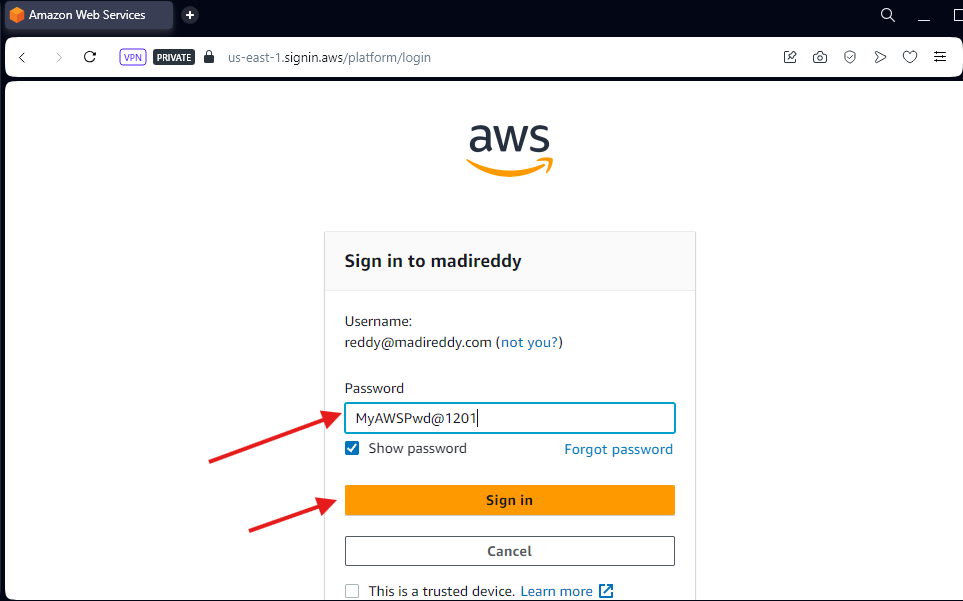 Amazon Web Services
VPN PRIVATE us-east-1.signin.aws/platform/login
aws
Sign in to madireddy
Username:
reddy@madireddy.com (not you?)
Password
MyAWSPwd@1201
Show password Forgot password
Sign in
Cancel
This is a trusted device. Learn more